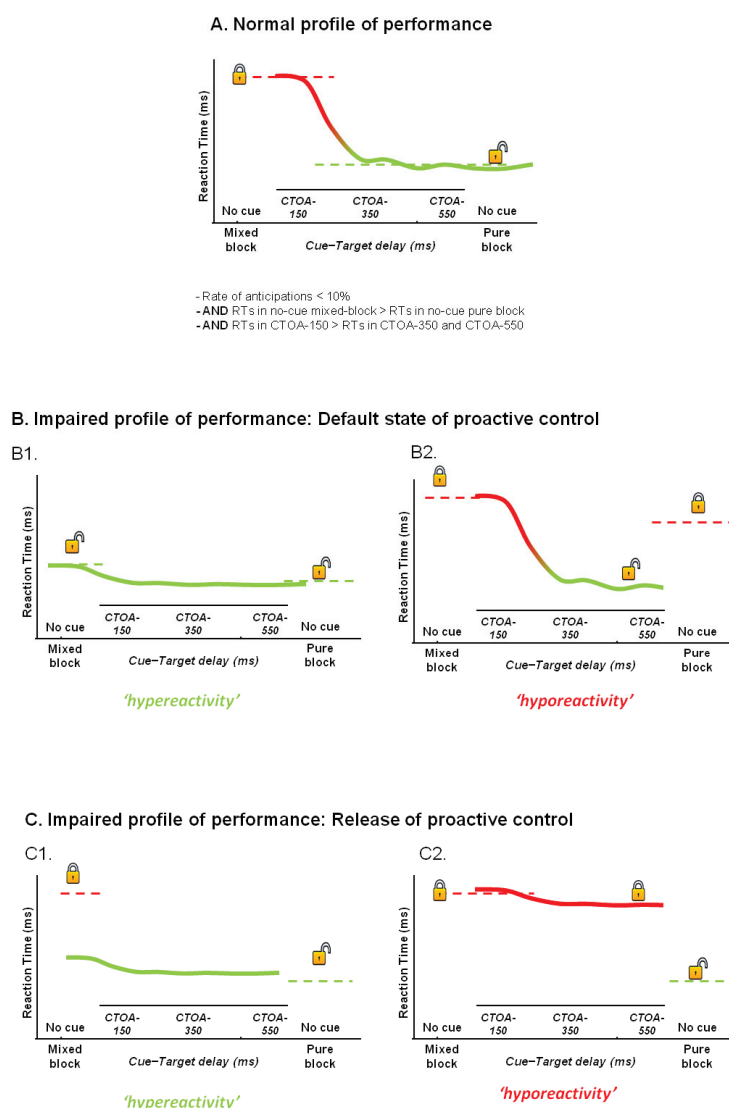 A. Normal profile of performance
Reaction Time (ms)
No cue
CTOA-
150
CTOA-
350
CTOA-
550
No cue
Mixed
block
Cue–Target delay (ms)
Pure
block
- Rate of anticipations < 10%
-AND RTs in no-cue mixed-block > RTs in no-cue pure block
-AND RTs in CTOA-150 > RTs in CTOA-350 and CTOA-550
B. Impaired profile of performance: Default state of proactive control
B1.
Reaction Time (ms)
No cue
CTOA-
150
CTOA-
350
CTOA-
550
No cue
Mixed
block
Cue–Target delay (ms)
Pure
block
'hypereactivity'
B2.
Reaction Time (ms)
No cue
CTOA-
150
CTOA-
350
CTOA-
550
No cue
Mixed
block
Cue–Target delay (ms)
Pure
block
'hyporeactivity'
C. Impaired profile of performance: Release of proactive control
C1.
Reaction Time (ms)
No cue
CTOA-
150
CTOA-
350
CTOA-
550
No cue
Mixed
block
Cue–Target delay (ms)
Pure
block
'hypereactivity'
C2.
Reaction Time (ms)
No cue
CTOA-
150
CTOA-
350
CTOA-
550
No cue
Mixed
block
Cue–Target delay (ms)
Pure
block
'hyporeactivity'